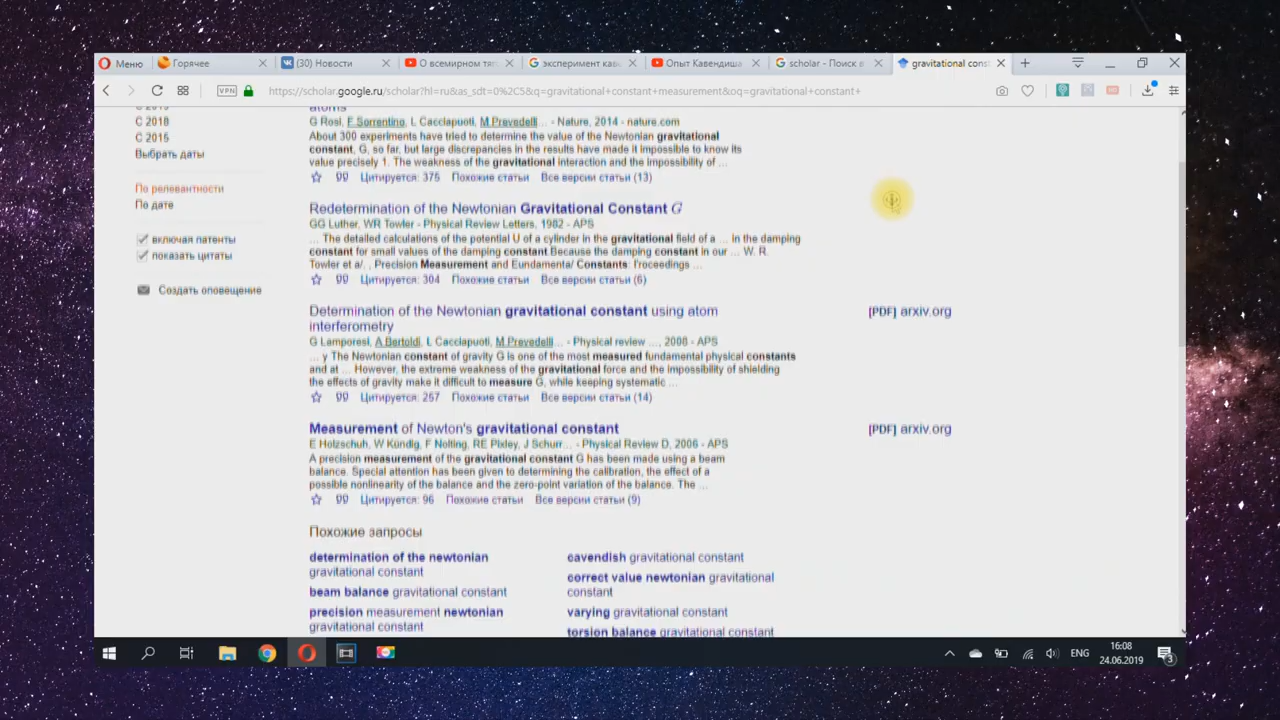 Меню
Горячее
(30) Новости
О всемирном тяг
эксперимент кав
Опыт Кавендиша
scholar - Поиск в
gravitational const
VPN
https://scholar.google.ru/scholar?hl=ru&as_sdt=0%2C5&q=gravitational+constant+measurement&oq=gravitational+constant+
С 2019
С 2018
С 2015
Выбрать даты
По релевантности
По дате
включая патенты
показать цитаты
Создать оповещение
atoms
G Rosi, F Sorrentino, L Cacciapuoti, M Prevedelli... - Nature, 2014 - nature.com
About 300 experiments have tried to determine the value of the Newtonian gravitational
constant, G, so far, but large discrepancies in the results have made it impossible to know its
value precisely 1. The weakness of the gravitational interaction and the impossibility of ...
Цитируется: 375 Похожие статьи Все версии статьи (13)
Redetermination of the Newtonian Gravitational Constant G
GG Luther, WR Towler - Physical Review Letters, 1982 - APS
... The detailed calculations of the potential U of a cylinder in the gravitational field of a ... in the damping
constant for small values of the damping constant Because the damping constant in our ... W. R.
Towler et a/. , Precision Measurement and Eundamenta/ Constants: I'roceedings ...
Цитируется: 304 Похожие статьи Все версии статьи (6)
Determination of the Newtonian gravitational constant using atom
interferometry
[PDF] arxiv.org
G Lamporesi, A Bertoldi, L Cacciapuoti, M Prevedelli... - Physical review ..., 2008 - APS
... y The Newtonian constant of gravity G is one of the most measured fundamental physical constants
and at ... However, the extreme weakness of the gravitational force and the impossibility of shielding
the effects of gravity make it difficult to measure G, while keeping systematic ...
Цитируется: 257 Похожие статьи Все версии статьи (14)
Measurement of Newton's gravitational constant
[PDF] arxiv.org
E Holzschuh, W Kündig, F Nolting, RE Pixley, J Schurr... - Physical Review D, 2006 - APS
A precision measurement of the gravitational constant G has been made using a beam
balance. Special attention has been given to determining the calibration, the effect of a
possible nonlinearity of the balance and the zero-point variation of the balance. The ...
Цитируется: 96 Похожие статьи Все версии статьи (9)
Похожие запросы
determination of the newtonian
gravitational constant
beam balance gravitational constant
precision measurement newtonian
gravitational constant
cavendish gravitational constant
correct value newtonian gravitational
constant
varying gravitational constant
torsion balance gravitational constant
ENG
16:08
24.06.2019
3